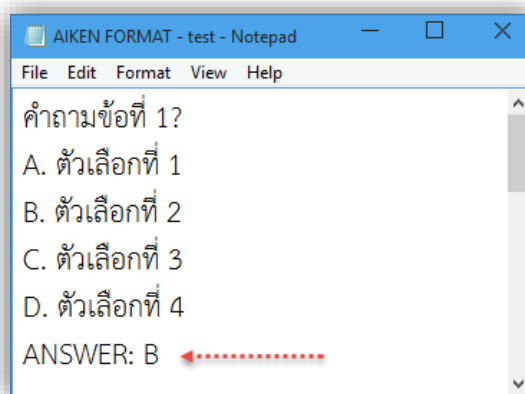 AIKEN FORMAT - test - Notepad
File Edit Format View Help
คำถามข้อที่ 1?
A. ตัวเลือกที่ 1
B. ตัวเลือกที่ 2
C. ตัวเลือกที่ 3
D. ตัวเลือกที่ 4
ANSWER: B